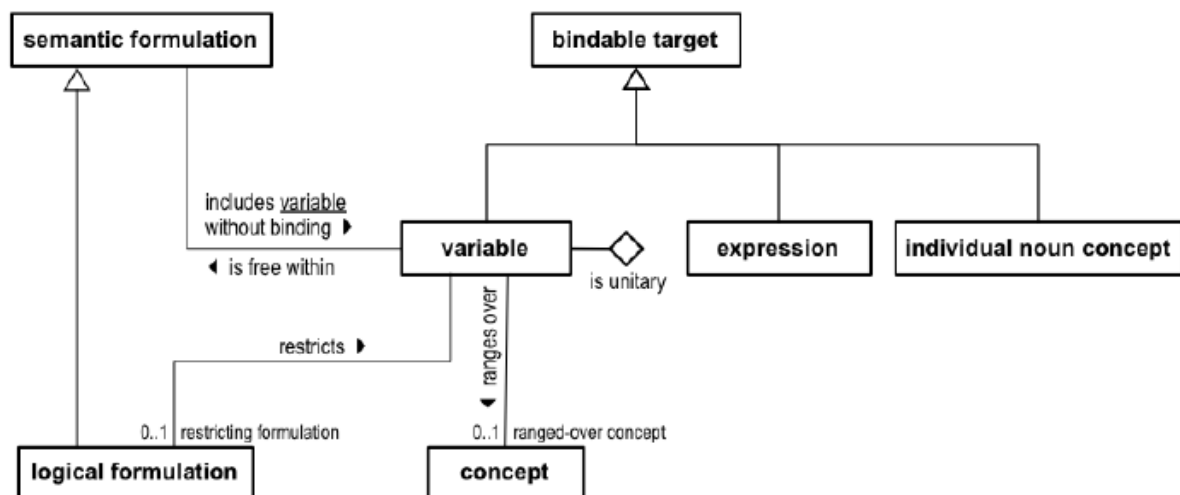 semantic formulation
bindable target
includes variable
without binding
is free within
variable
expression
individual noun concept
is unitary
restricts
ranges over
0..1 restricting formulation
0..1 ranged-over concept
logical formulation
concept